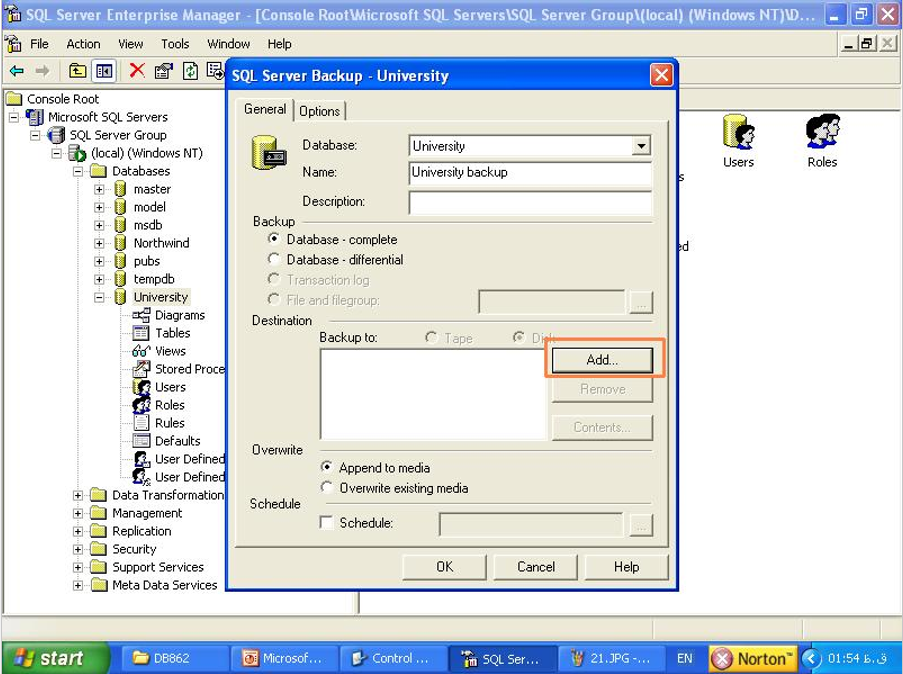 SQL Server Enterprise Manager - [Console Root\Microsoft SQL Servers\SQL Server Group\(local) (Windows NT)\D...
File Action View Tools Window Help
SQL Server Backup - University
General Options
Database: University
Name: University backup
Description:
Backup
Database - complete
Database - differential
Transaction log
File and filegroup:
...
Destination
Backup to: Tape Disk
Add...
Remove
Contents...
Overwrite
Append to media
Overwrite existing media
Schedule
Schedule:
...
OK Cancel Help
Console Root
Microsoft SQL Servers
SQL Server Group
(local) (Windows NT)
Databases
master
model
msdb
Northwind
pubs
tempdb
University
Diagrams
Tables
Views
Stored Proce
Users
Roles
Rules
Defaults
User Defined
User Defined
Data Transformation
Management
Replication
Security
Support Services
Meta Data Services
Users Roles
s
ed
start DB862 Microsof... Control ... SQL Ser... 21.JPG -... EN Norton™ 01:54 ق.ظ